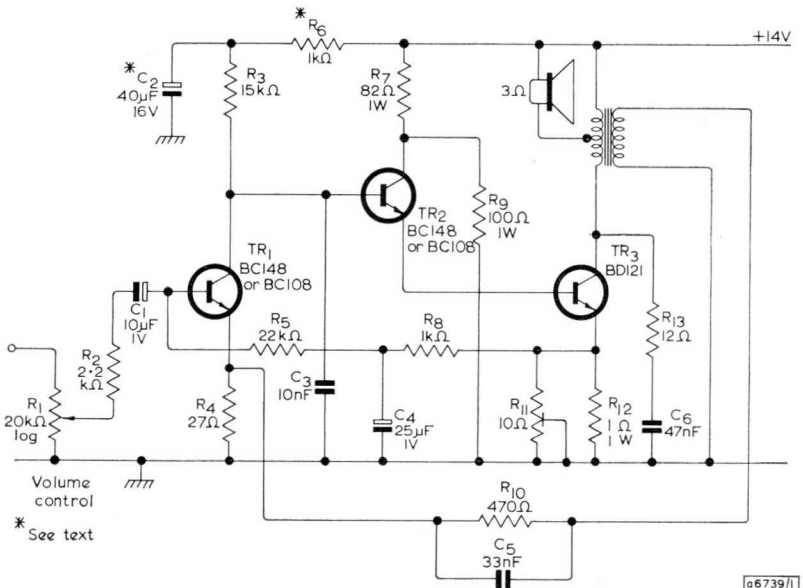 *
R6
1kΩ
+14V
*
C2
40µF
16V
R3
15kΩ
R7
82Ω
1W
3Ω
TR2
BC148
or BC108
R9
100Ω
1W
TR1
BC148
or BC108
TR3
BD121
C1
10µF
1V
R2
2·2
kΩ
R5
22kΩ
R8
1kΩ
R13
12Ω
R1
20kΩ
log
R4
27Ω
C3
10nF
C4
25µF
1V
R11
10Ω
R12
1Ω
1W
C6
47nF
Volume
control
* See text
R10
470Ω
C5
33nF
a6739/1